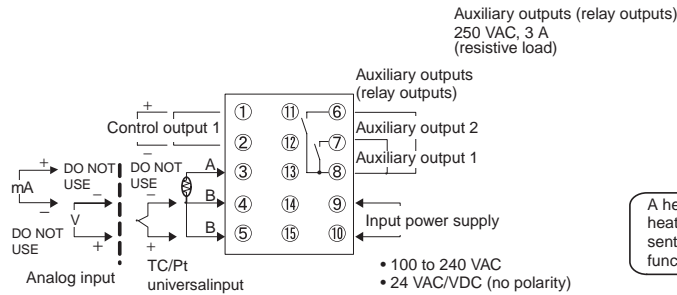 Auxiliary outputs (relay outputs)
250 VAC, 3 A
(resistive load)
Auxiliary outputs
(relay outputs)
+
Control output 1
−
1 11 6
2 12 7
3 13 8
4 14 9
5 15 10
Auxiliary output 2
Auxiliary output 1
Input power supply
• 100 to 240 VAC
• 24 VAC/VDC (no polarity)
mA
+
−
DO NOT
USE
−
V
+
DO NOT
USE
Analog input
DO NOT
USE
−
+
A
B
B
TC/Pt
universalinput
A he
heat
sent
func